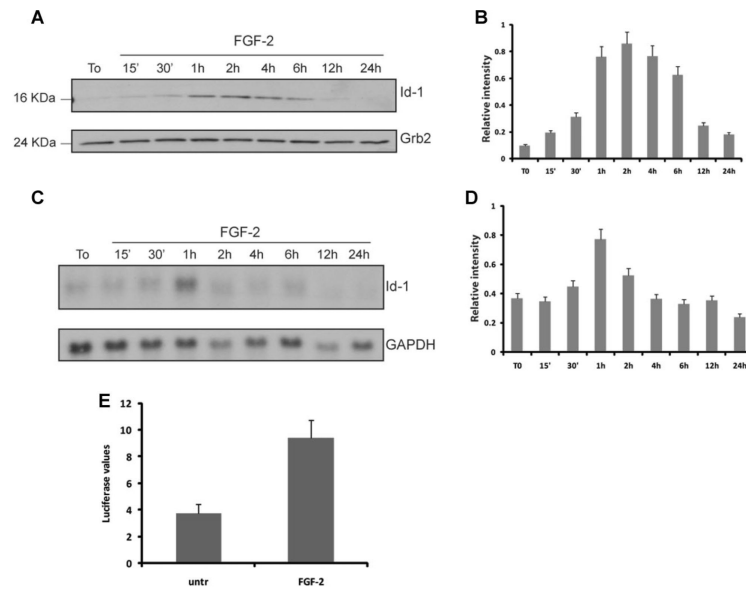 A
FGF-2
To 15' 30' 1h 2h 4h 6h 12h 24h
16 KDa
Id-1
24 KDa
Grb2
B
Relative intensity
1
0.8
0.6
0.4
0.2
0
T0 15' 30' 1h 2h 4h 6h 12h 24h
C
FGF-2
To 15' 30' 1h 2h 4h 6h 12h 24h
Id-1
GAPDH
D
Relative intensity
1
0.8
0.6
0.4
0.2
0
T0 15' 30' 1h 2h 4h 6h 12h 24h
E
Luciferase values
12
10
8
6
4
2
0
untr FGF-2